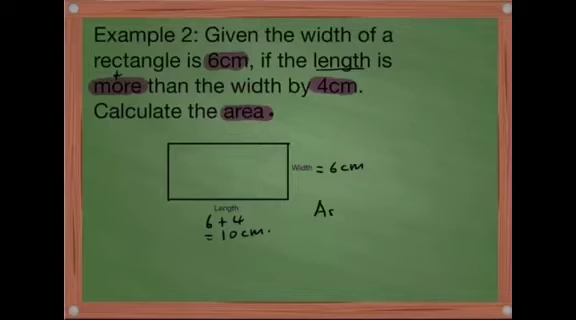 Example 2: Given the width of a
rectangle is 6cm, if the length is
+
more than the width by 4cm.
Calculate the area.
Width = 6cm
Length
6 + 4
= 10cm.
Ar